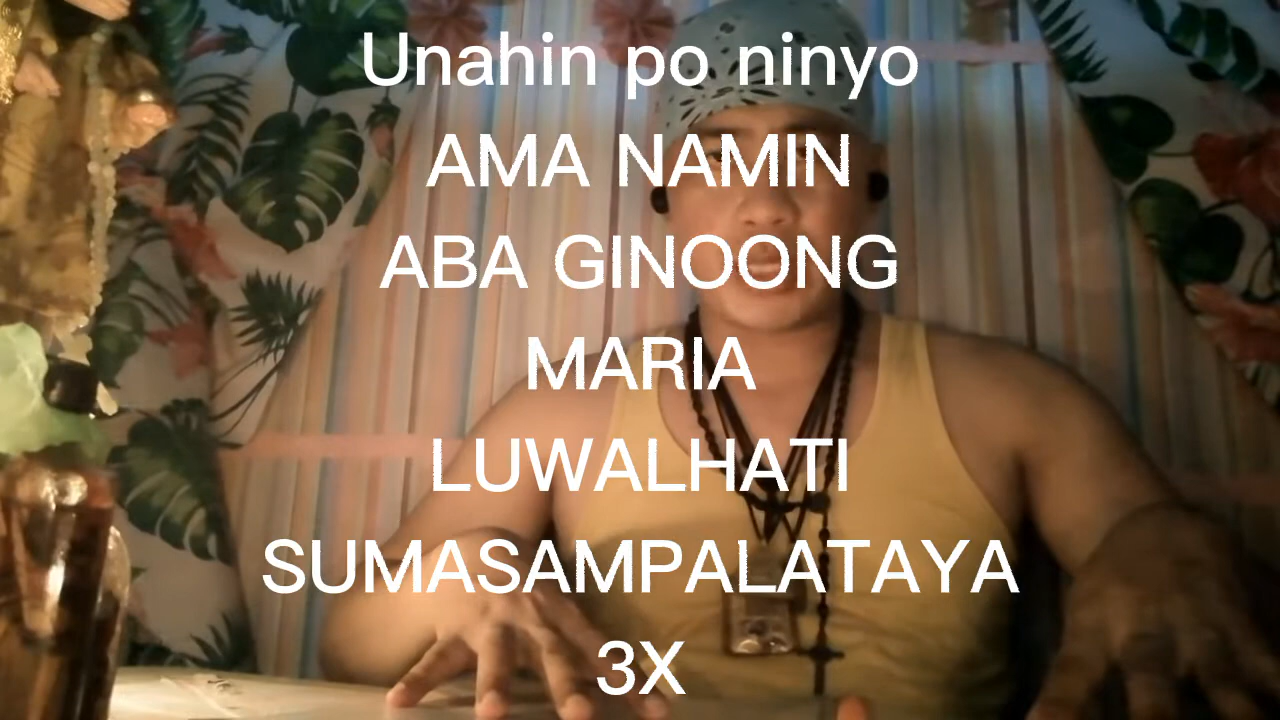 Unahin po ninyo
AMA NAMIN
ABA GINOONG
MARIA
LUWALHATI
SUMASAMPALATAYA
3X